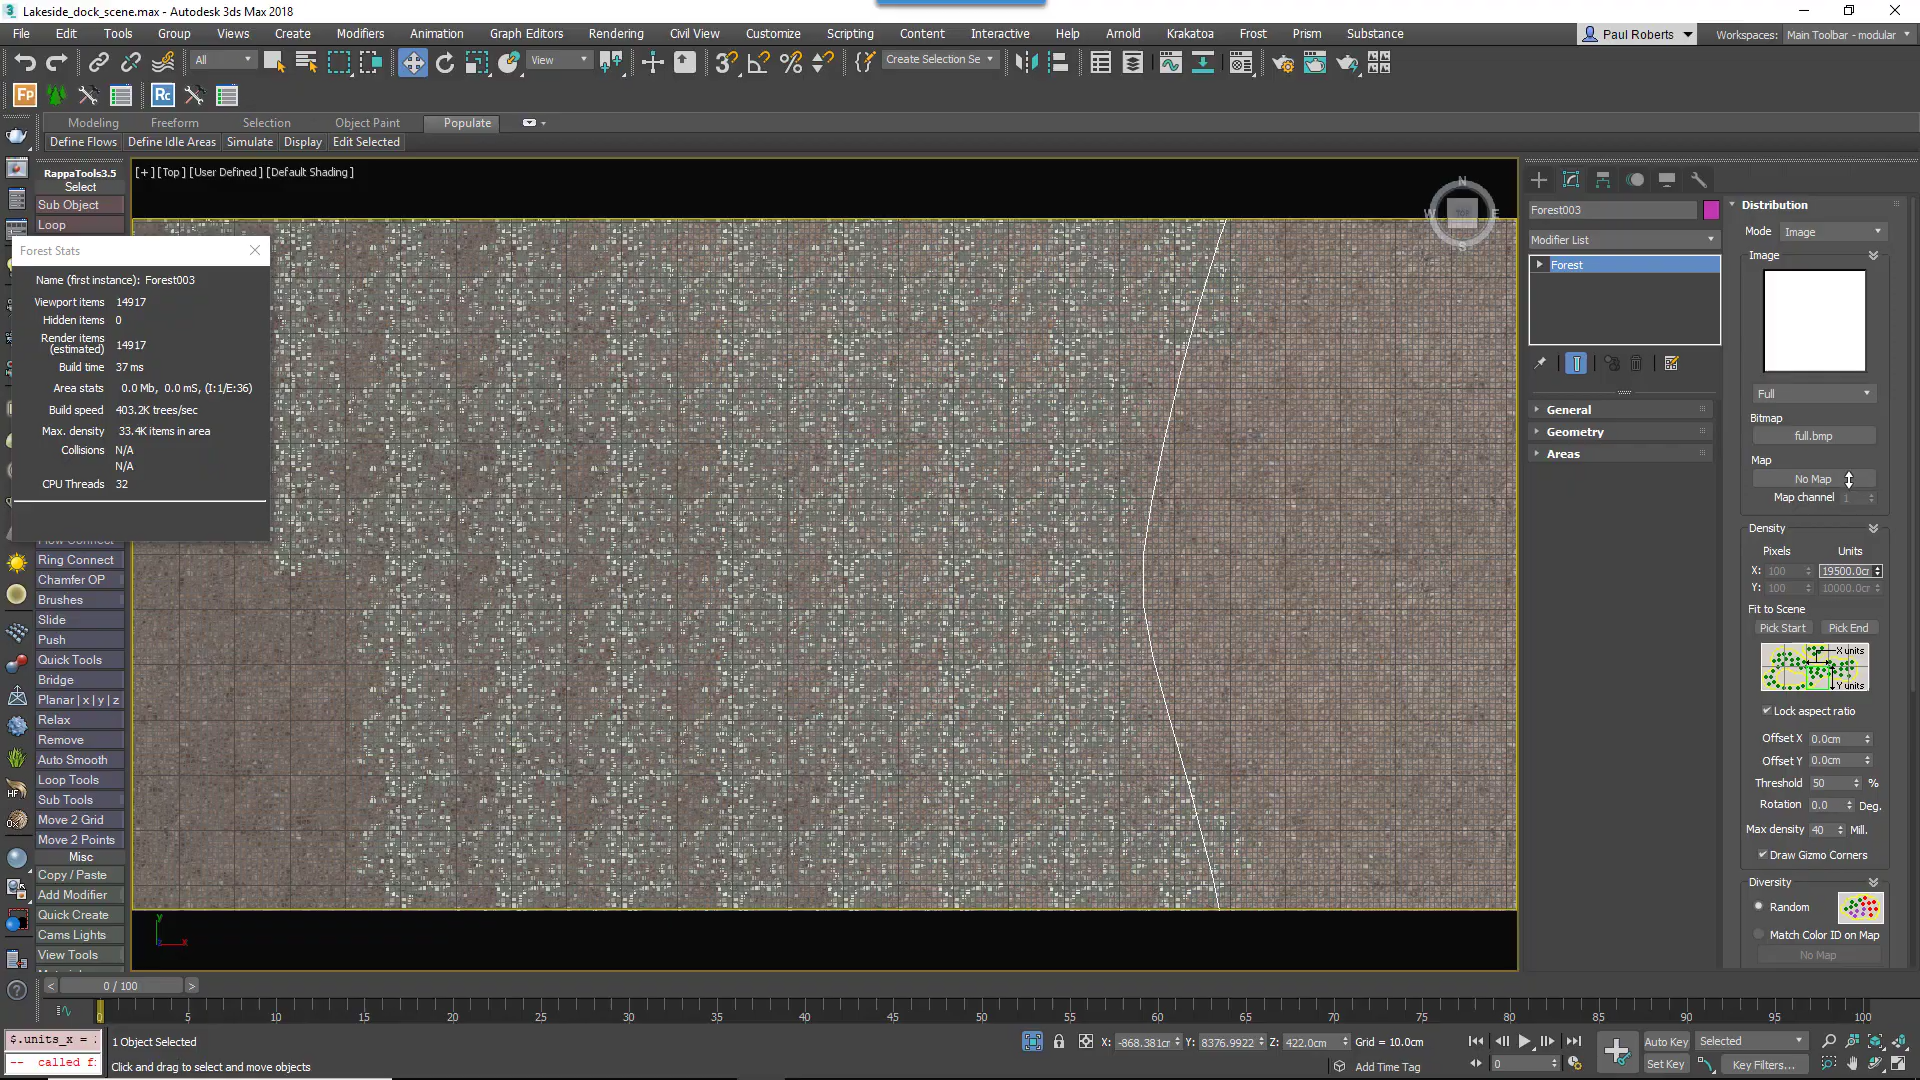 Lakeside_dock_scene.max - Autodesk 3ds Max 2018
File Edit Tools Group Views Create Modifiers Animation Graph Editors Rendering Civil View Customize Scripting Content Interactive Help Arnold Krakatoa Frost Prism Substance
Paul Roberts
Workspaces: Main Toolbar - modular
All
View
Create Selection Se
Fp
Rc
Modeling Freeform Selection Object Paint Populate
Define Flows Define Idle Areas Simulate Display Edit Selected
RappaTools3.5
Select
Sub Object
Loop
[+] [Top ] [User Defined ] [Default Shading ]
N
W
E
S
TOP
Forest Stats
Name (first instance): Forest003
Viewport items 14917
Hidden items 0
Render items (estimated) 14917
Build time 37 ms
Area stats 0.0 Mb, 0.0 mS, (I:1/E:36)
Build speed 403.2K trees/sec
Max. density 33.4K items in area
Collisions N/A
N/A
CPU Threads 32
Ring Connect
Chamfer OP
Brushes
Slide
Push
Quick Tools
Bridge
Planar | x | y | z
Relax
Remove
Auto Smooth
Loop Tools
Sub Tools
Move 2 Grid
Move 2 Points
Misc
Copy / Paste
Add Modifier
Quick Create
Cams Lights
View Tools
Forest003
Modifier List
Forest
General
Geometry
Areas
Distribution
Mode Image
Image
Full
Bitmap
full.bmp
Map
No Map
Map channel 1
Density
Pixels Units
X: 100 19500.0cr
Y: 100 10000.0cr
Fit to Scene
Pick Start Pick End
X units
Y units
Lock aspect ratio
Offset X 0.0cm
Offset Y 0.0cm
Threshold 50 %
Rotation 0.0 Deg.
Max density 40 Mill.
Draw Gizmo Corners
Diversity
Random
Match Color ID on Map
No Map
y
x
< 0 / 100 >
0 5 10 15 20 25 30 35 40 45 50 55 60 65 70 75 80 85 90 95 100
$.units_x =
-- called f
1 Object Selected
Click and drag to select and move objects
X: -868.381cm Y: 8376.9922 Z: 422.0cm Grid = 10.0cm
Add Time Tag
0
Auto Key Selected
Set Key Key Filters...